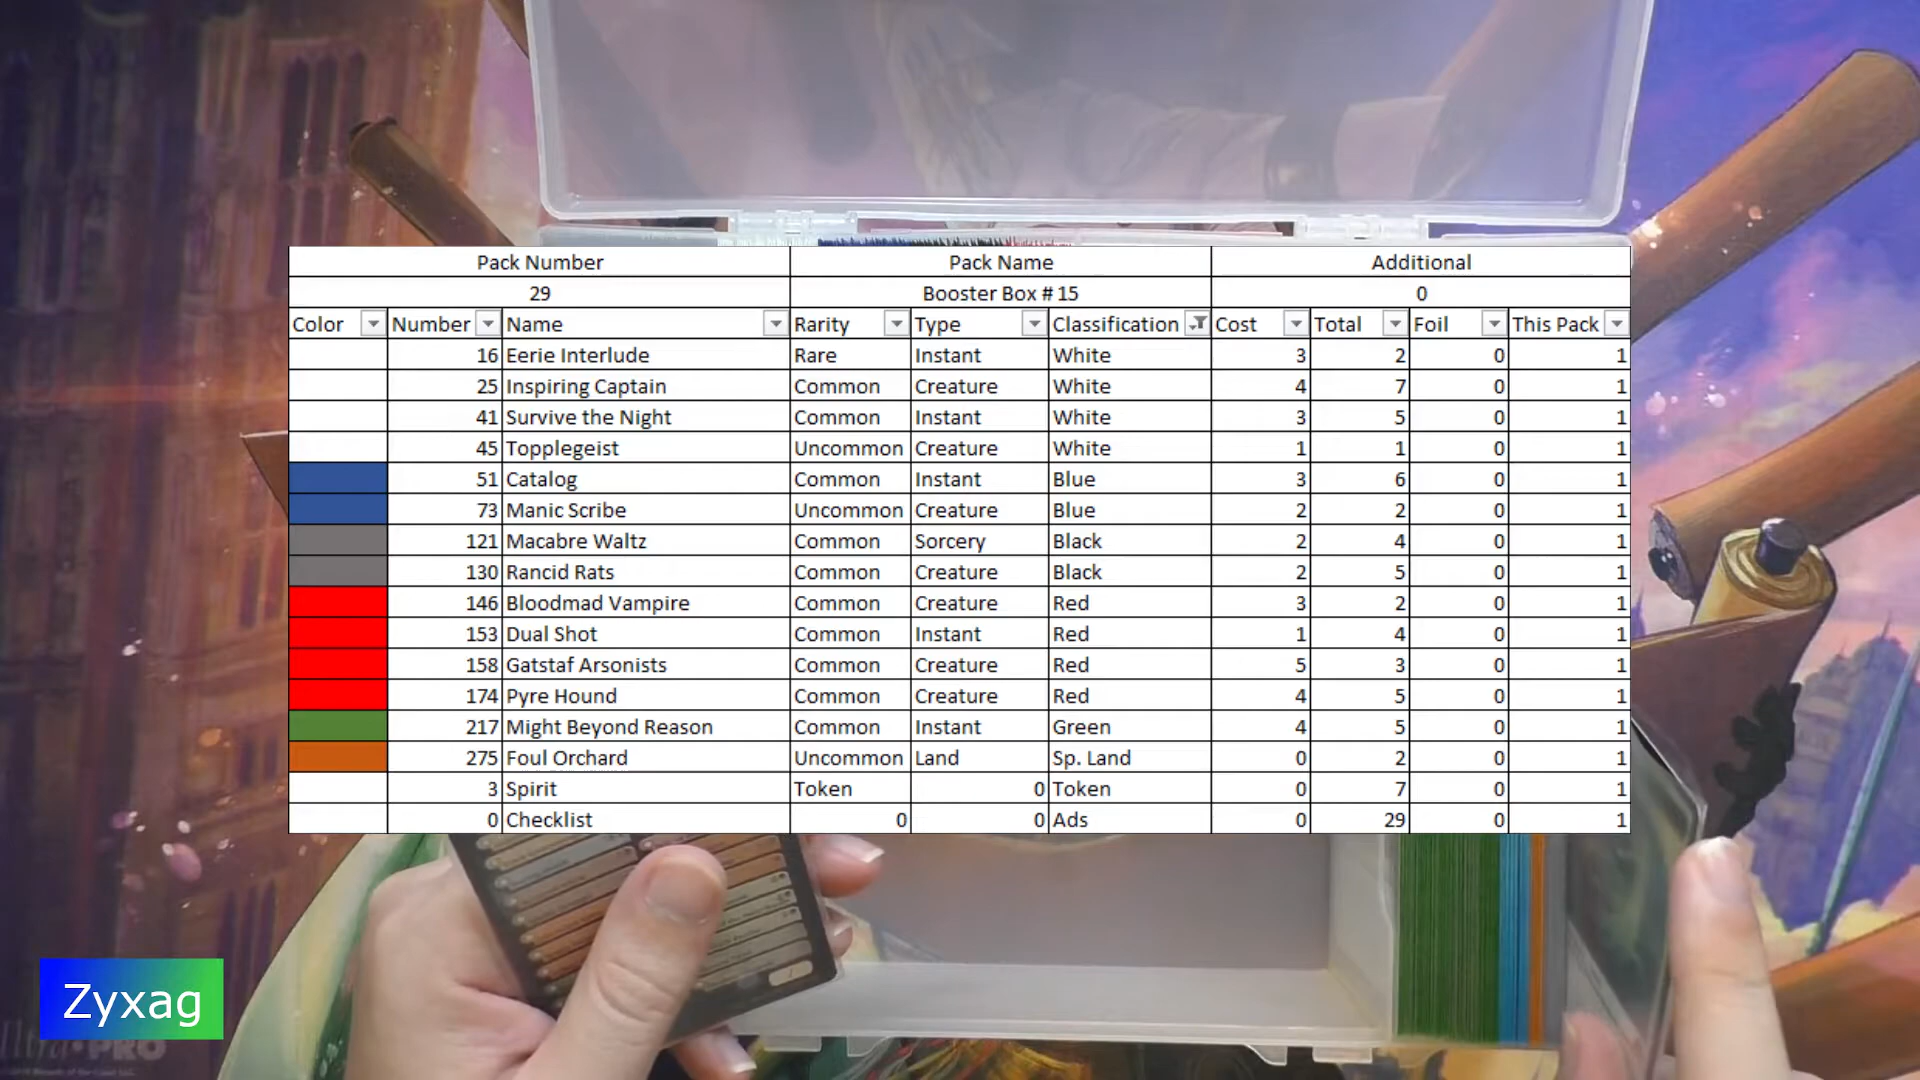 Pack Number Pack Name Additional
29 Booster Box # 15 0
Color Number Name Rarity Type Classification Cost Total Foil This Pack
16 Eerie Interlude Rare Instant White 3 2 0 1
25 Inspiring Captain Common Creature White 4 7 0 1
41 Survive the Night Common Instant White 3 5 0 1
45 Topplegeist Uncommon Creature White 1 1 0 1
51 Catalog Common Instant Blue 3 6 0 1
73 Manic Scribe Uncommon Creature Blue 2 2 0 1
121 Macabre Waltz Common Sorcery Black 2 4 0 1
130 Rancid Rats Common Creature Black 2 5 0 1
146 Bloodmad Vampire Common Creature Red 3 2 0 1
153 Dual Shot Common Instant Red 1 4 0 1
158 Gatstaf Arsonists Common Creature Red 5 3 0 1
174 Pyre Hound Common Creature Red 4 5 0 1
217 Might Beyond Reason Common Instant Green 4 5 0 1
275 Foul Orchard Uncommon Land Sp. Land 0 2 0 1
3 Spirit Token 0 Token 0 7 0 1
0 Checklist 0 0 Ads 0 29 0 1
Zyxag
Ultra PRO